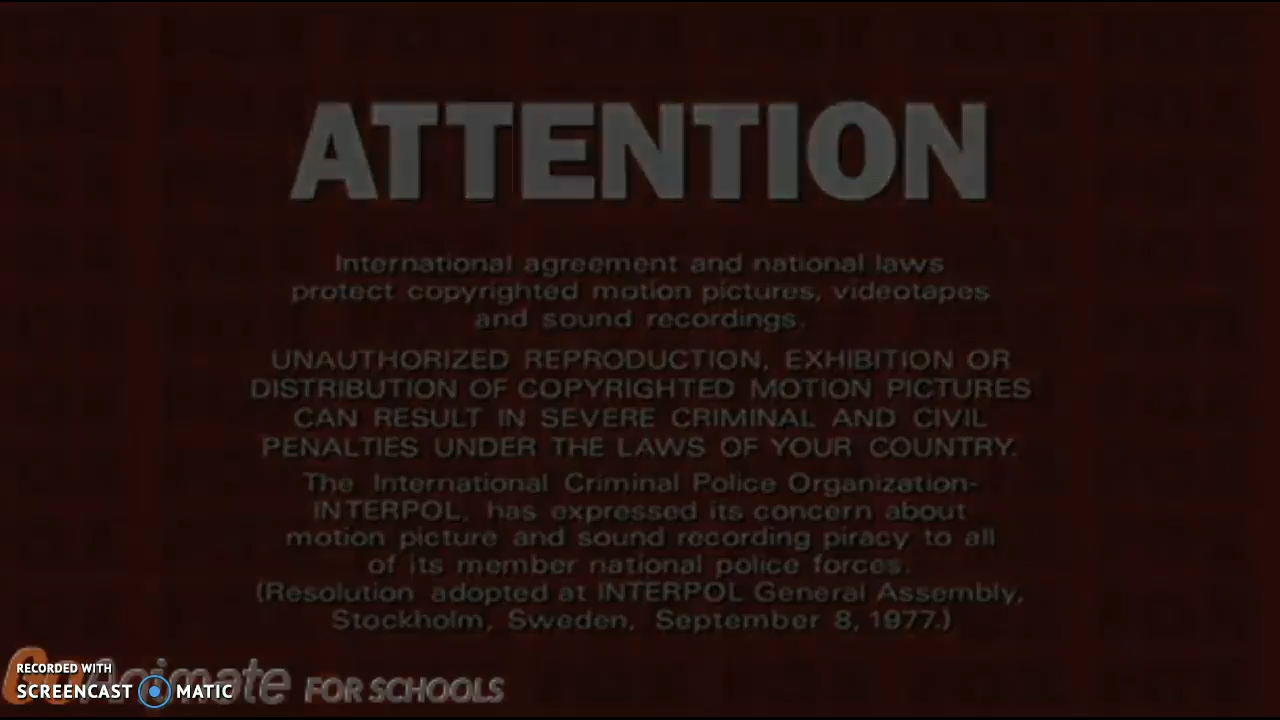 ATTENTION
International agreement and national laws
protect copyrighted motion pictures, videotapes
and sound recordings.
UNAUTHORIZED REPRODUCTION, EXHIBITION OR
DISTRIBUTION OF COPYRIGHTED MOTION PICTURES
CAN RESULT IN SEVERE CRIMINAL AND CIVIL
PENALTIES UNDER THE LAWS OF YOUR COUNTRY.
The International Criminal Police Organization-
INTERPOL, has expressed its concern about
motion picture and sound recording piracy to all
of its member national police forces.
(Resolution adopted at INTERPOL General Assembly,
Stockholm, Sweden, September 8, 1977.)
GoAnimate FOR SCHOOLS
RECORDED WITH
SCREENCAST MATIC